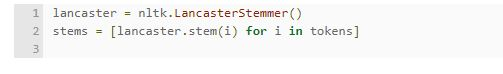 1 lancaster = nltk.LancasterStemmer()
2 stems = [lancaster.stem(i) for i in tokens]
3